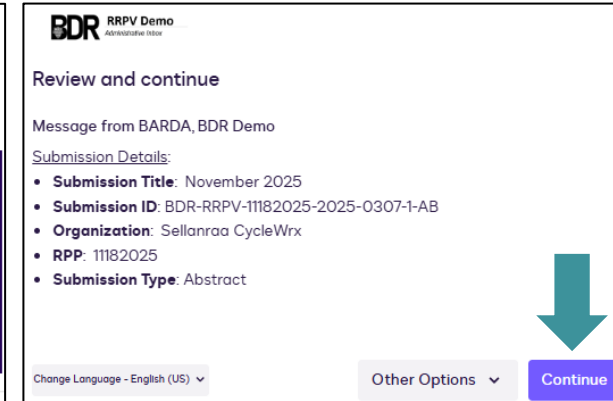 BDR RRPV Demo
Administrative Inbox
Review and continue
Message from BARDA, BDR Demo
Submission Details:
• Submission Title: November 2025
• Submission ID: BDR-RRPV-11182025-2025-0307-1-AB
• Organization: Sellanraa CycleWrx
• RPP: 11182025
• Submission Type: Abstract
Change Language - English (US)
Other Options
Continue